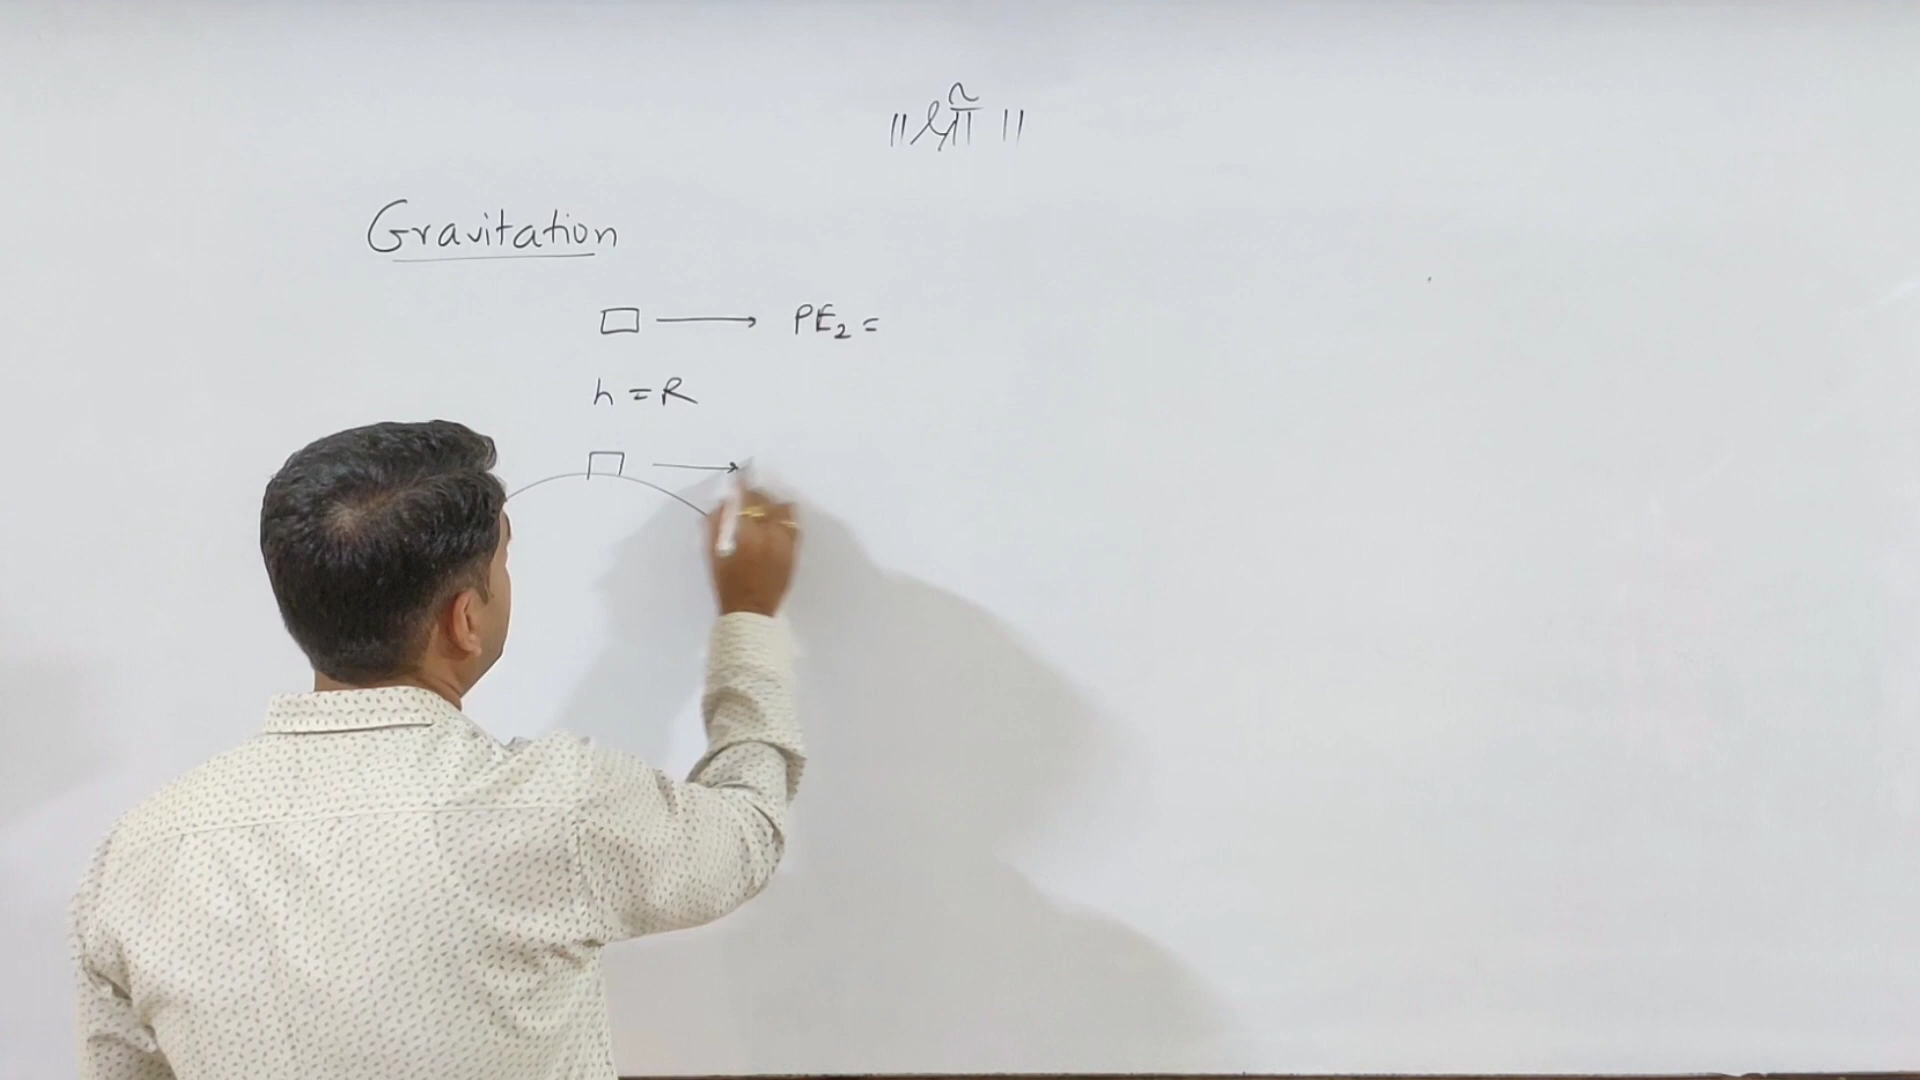 ॥ श्री ॥
Gravitation
PE₂ =
h = R